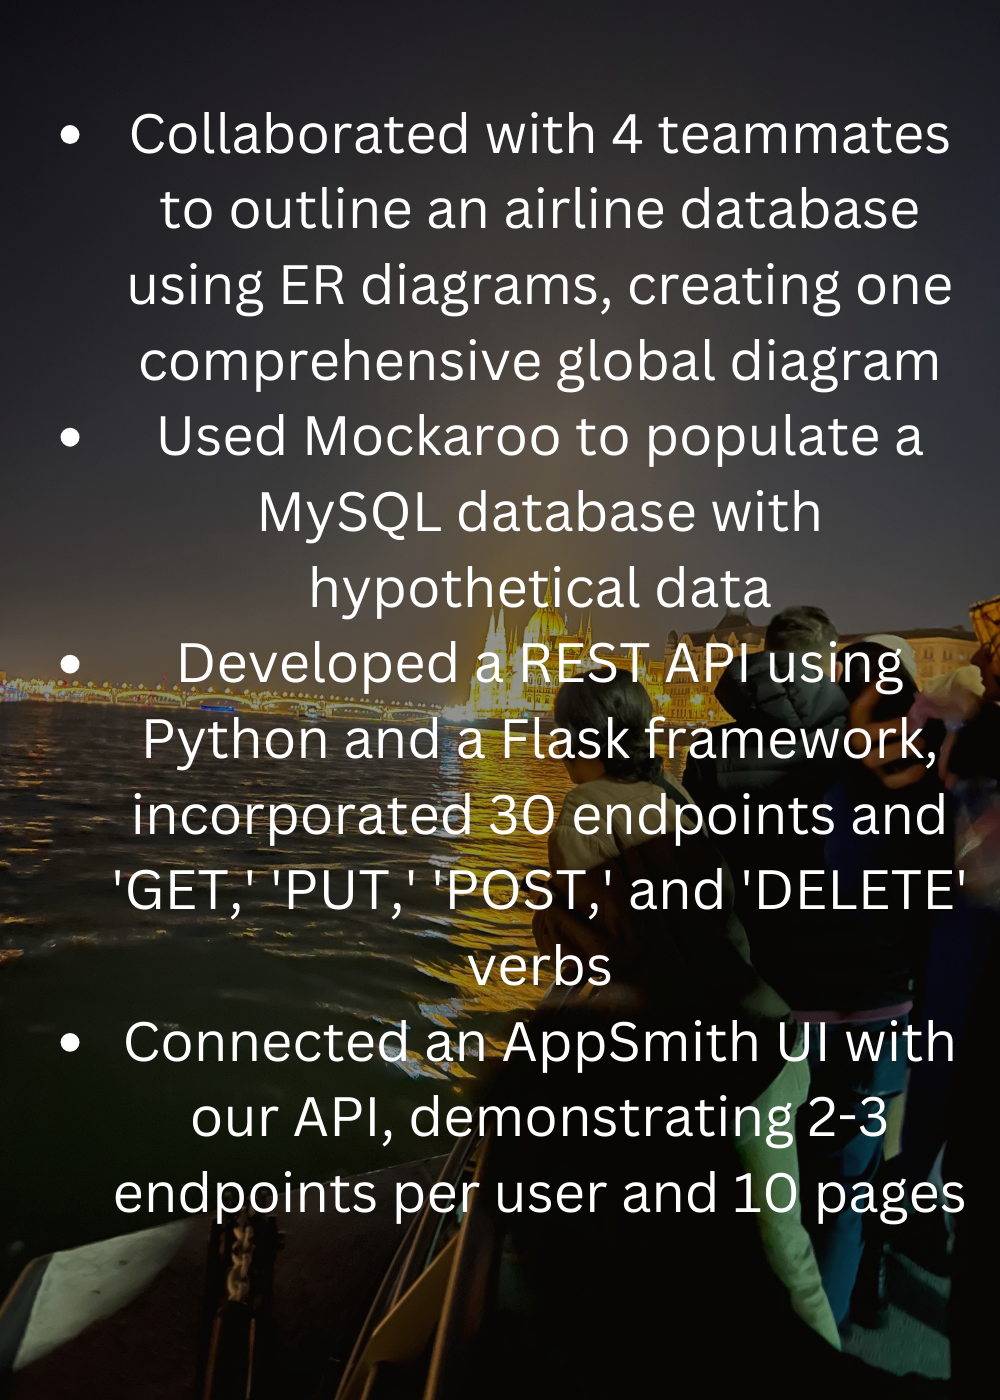 • Collaborated with 4 teammates
to outline an airline database
using ER diagrams, creating one
comprehensive global diagram
• Used Mockaroo to populate a
MySQL database with
hypothetical data
• Developed a REST API using
Python and a Flask framework,
incorporated 30 endpoints and
'GET,' 'PUT,' 'POST,' and 'DELETE'
verbs
• Connected an AppSmith UI with
our API, demonstrating 2-3
endpoints per user and 10 pages